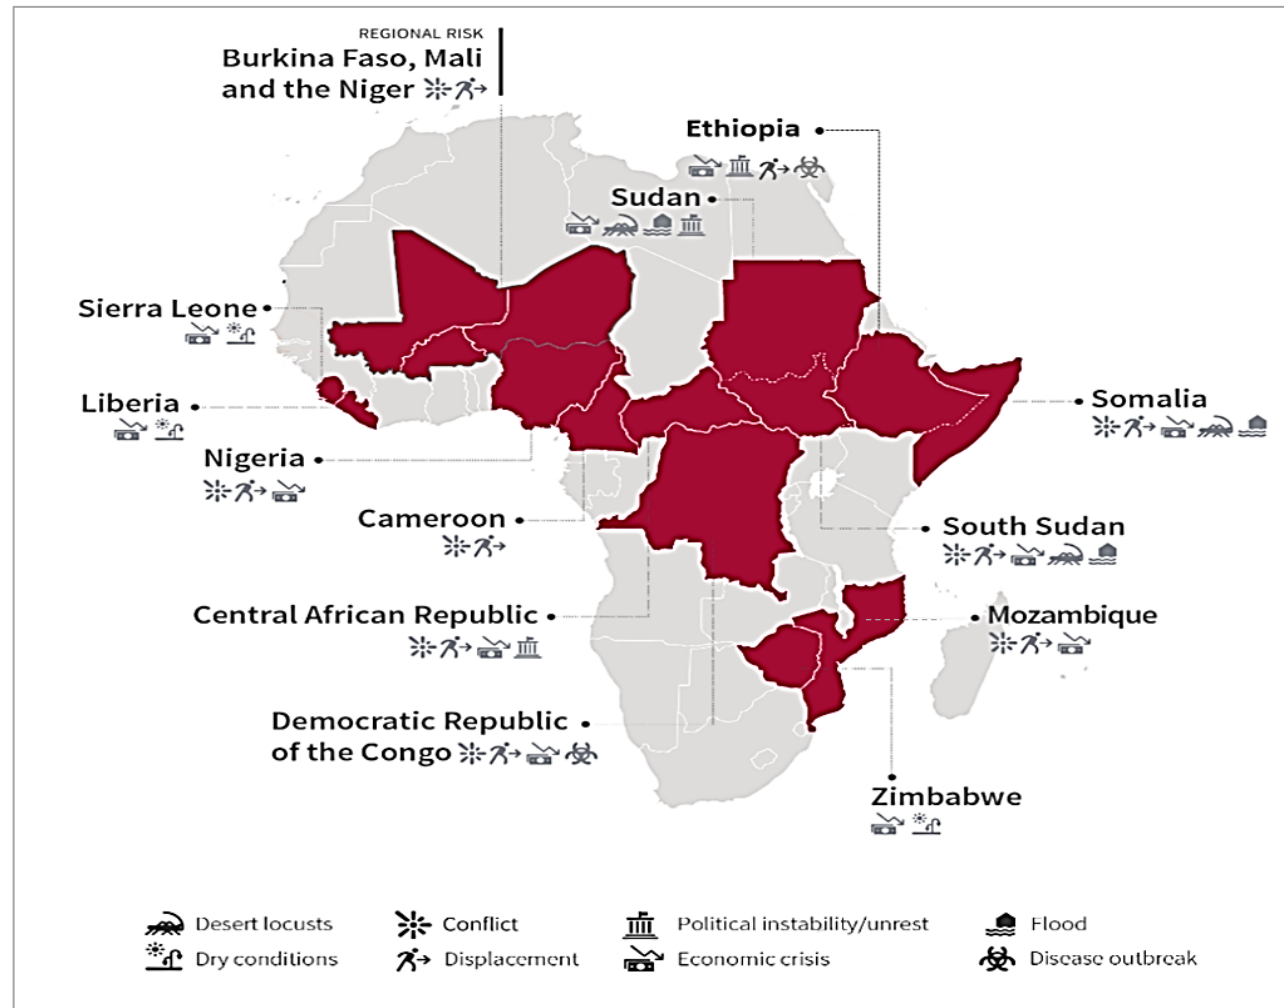 REGIONAL RISK
Burkina Faso, Mali
and the Niger
Ethiopia
Sudan
Sierra Leone
Liberia
Somalia
Nigeria
Cameroon
South Sudan
Central African Republic
Mozambique
Democratic Republic
of the Congo
Zimbabwe
Desert locusts
Conflict
Political instability/unrest
Flood
Dry conditions
Displacement
Economic crisis
Disease outbreak